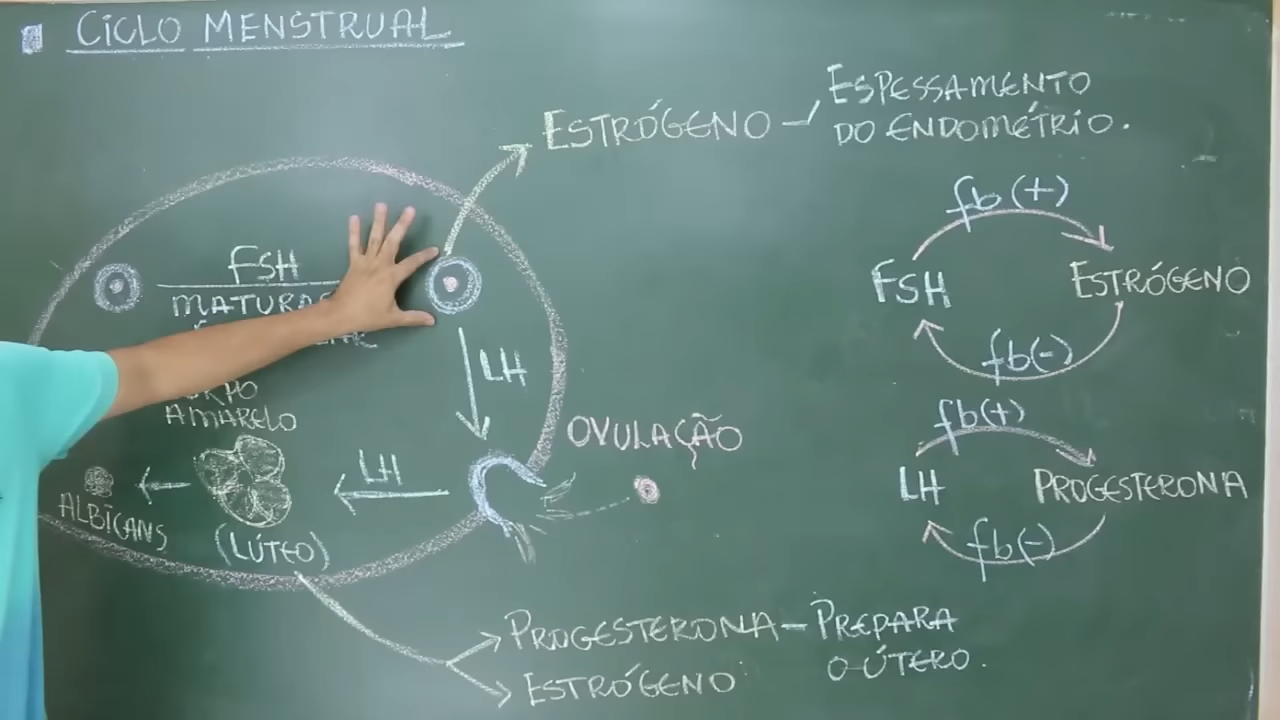 CICLO MENSTRUAL
ESTRÓGENO – ESPESSAMENTO
DO ENDOMÉTRIO.
FSH
LH
OVULAÇÃO
AMARELO
LH
ALBICANS
(LÚTEO)
PROGESTERONA – PREPARA
O ÚTERO.
ESTRÓGENO
fb(+)
FSH
ESTRÓGENO
fb(-)
fb(+)
LH
PROGESTERONA
fb(-)